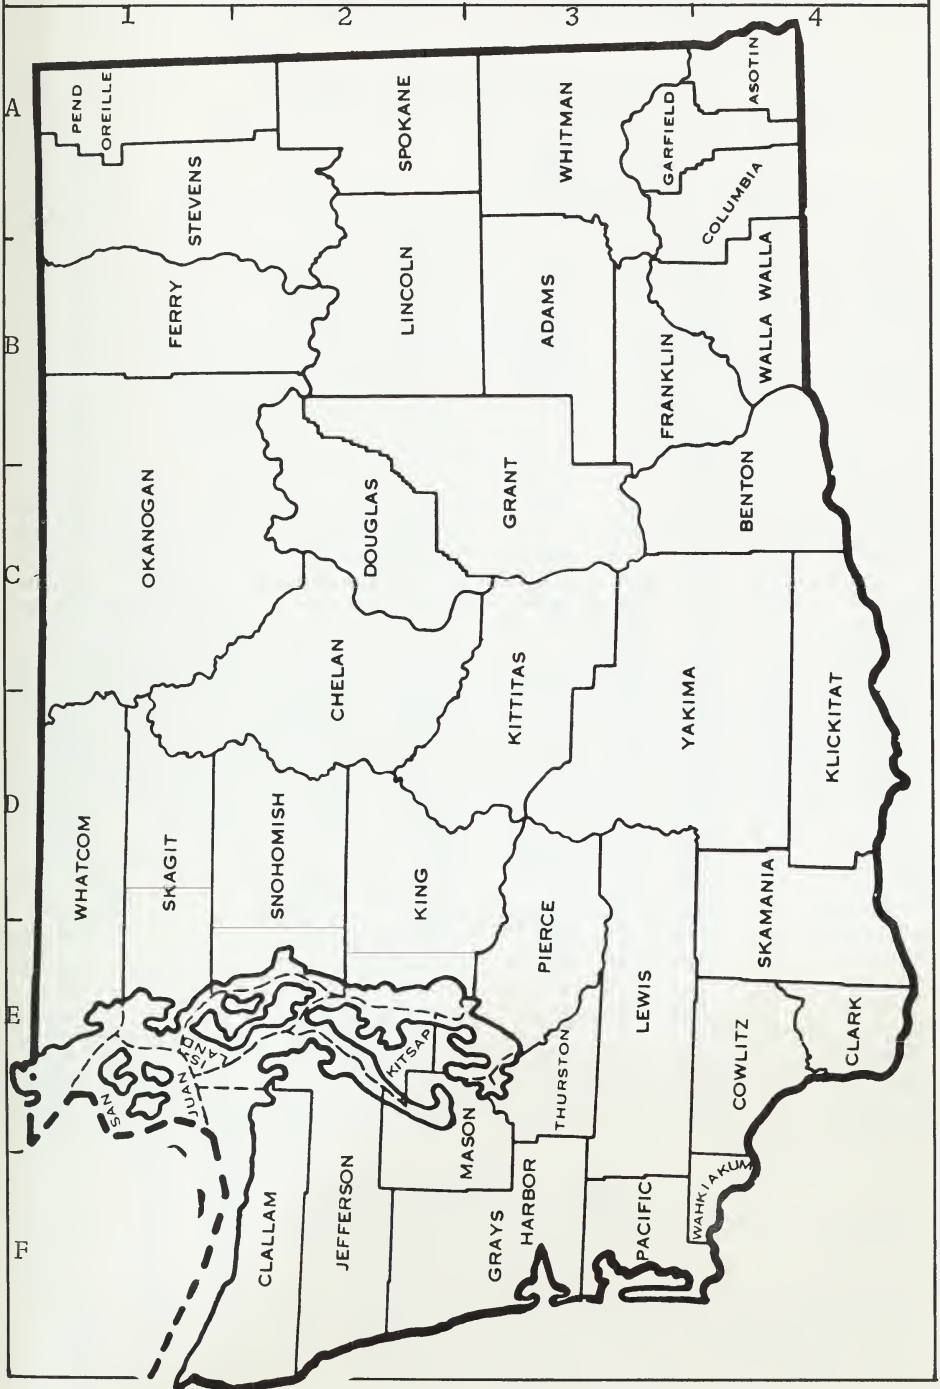 1 2 3 4
A
B
C
D
E
F
PEND
OREILLE
STEVENS
SPOKANE
WHITMAN
GARFIELD
ASOTIN
COLUMBIA
FERRY
LINCOLN
ADAMS
FRANKLIN
WALLA WALLA
OKANOGAN
DOUGLAS
GRANT
BENTON
CHELAN
KITTITAS
YAKIMA
KLICKITAT
WHATCOM
SKAGIT
SNOHOMISH
KING
PIERCE
LEWIS
SKAMANIA
SAN
JUAN
ISLAND
KITSAP
THURSTON
COWLITZ
CLARK
MASON
CLALLAM
JEFFERSON
GRAYS
HARBOR
PACIFIC
WAHKIAKUM